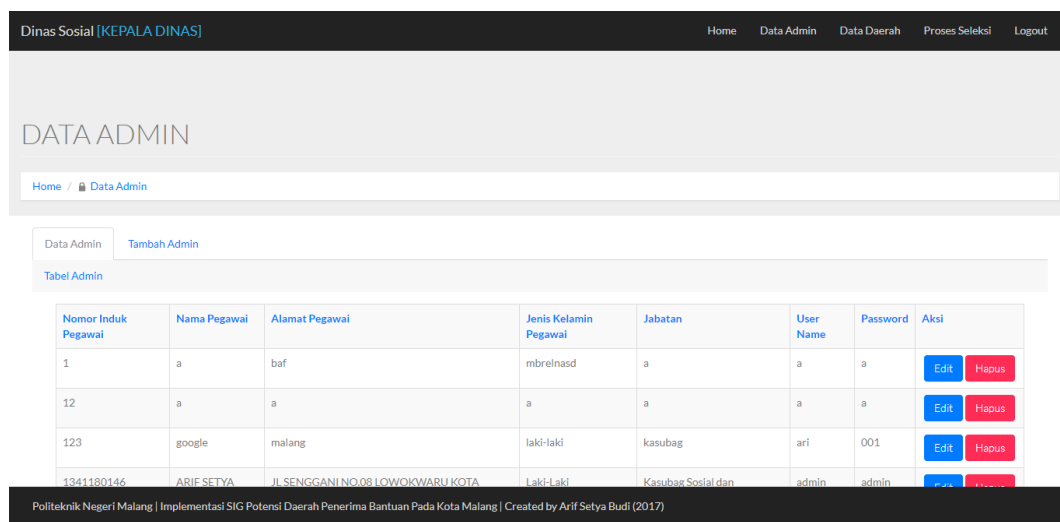 Dinas Sosial [KEPALA DINAS] Home Data Admin Data Daerah Proses Seleksi Logout
DATA ADMIN
Home / Data Admin
Data Admin Tambah Admin
Tabel Admin
Nomor Induk Pegawai Nama Pegawai Alamat Pegawai Jenis Kelamin Pegawai Jabatan User Name Password Aksi
1 a baf mbrelnasd a a a Edit Hapus
12 a a a a a a Edit Hapus
123 google malang laki-laki kasubag ari 001 Edit Hapus
1341180146 ARIF SETYA JL SENGGANI NO.08 LOWOKWARU KOTA Laki-Laki Kasubag Sosial dan admin admin Edit Hapus
Politeknik Negeri Malang | Implementasi SIG Potensi Daerah Penerima Bantuan Pada Kota Malang | Created by Arif Setya Budi (2017)